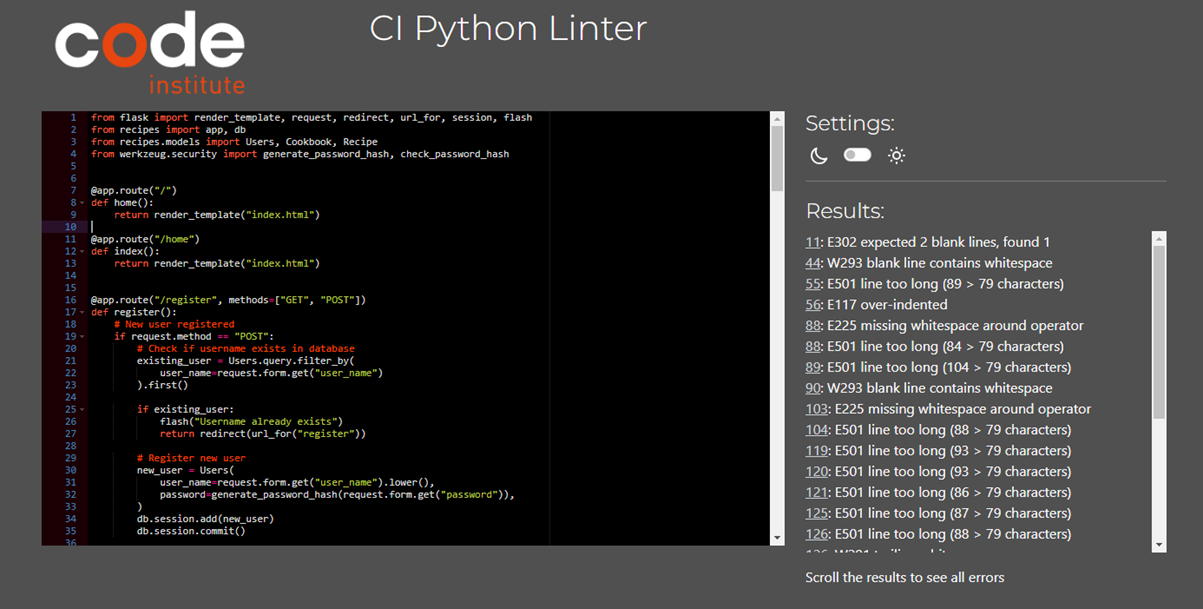 code
institute
CI Python Linter
1 from flask import render_template, request, redirect, url_for, session, flash
2 from recipes import app, db
3 from recipes.models import Users, Cookbook, Recipe
4 from werkzeug.security import generate_password_hash, check_password_hash
5
6
7 @app.route("/")
8 def home():
9 return render_template("index.html")
10
11 @app.route("/home")
12 def index():
13 return render_template("index.html")
14
15
16 @app.route("/register", methods=["GET", "POST"])
17 def register():
18 # New user registered
19 if request.method == "POST":
20 # Check if username exists in database
21 existing_user = Users.query.filter_by(
22 user_name=request.form.get("user_name")
23 ).first()
24
25 if existing_user:
26 flash("Username already exists")
27 return redirect(url_for("register"))
28
29 # Register new user
30 new_user = Users(
31 user_name=request.form.get("user_name").lower(),
32 password=generate_password_hash(request.form.get("password")),
33 )
34 db.session.add(new_user)
35 db.session.commit()
36
Settings:
Results:
11: E302 expected 2 blank lines, found 1
44: W293 blank line contains whitespace
55: E501 line too long (89 > 79 characters)
56: E117 over-indented
88: E225 missing whitespace around operator
88: E501 line too long (84 > 79 characters)
89: E501 line too long (104 > 79 characters)
90: W293 blank line contains whitespace
103: E225 missing whitespace around operator
104: E501 line too long (88 > 79 characters)
119: E501 line too long (93 > 79 characters)
120: E501 line too long (93 > 79 characters)
121: E501 line too long (86 > 79 characters)
125: E501 line too long (87 > 79 characters)
126: E501 line too long (88 > 79 characters)
Scroll the results to see all errors